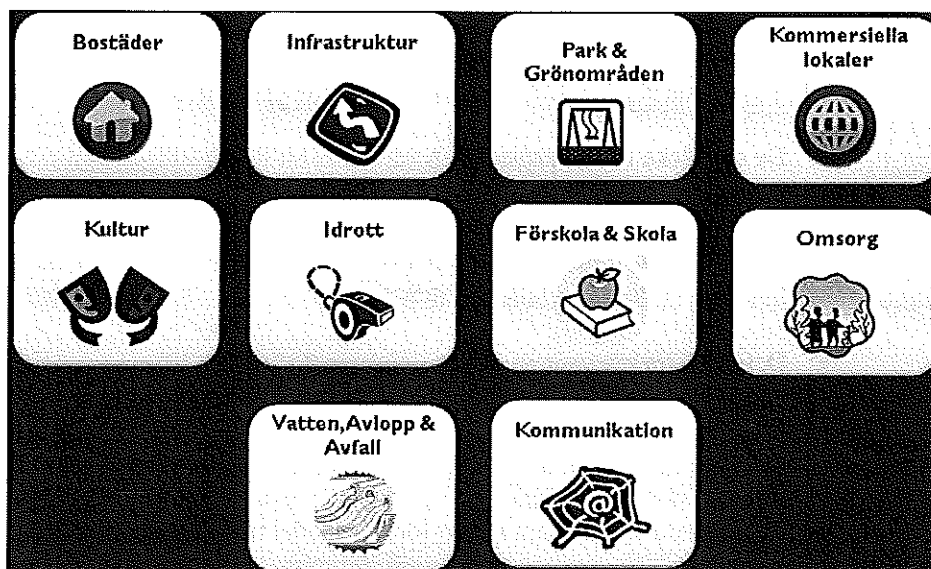 Bostäder
Infrastruktur
Park &
Grönområden
Kommersiella
lokaler
Kultur
Idrott
Förskola & Skola
Omsorg
Vatten, Avlopp &
Avfall
Kommunikation
@